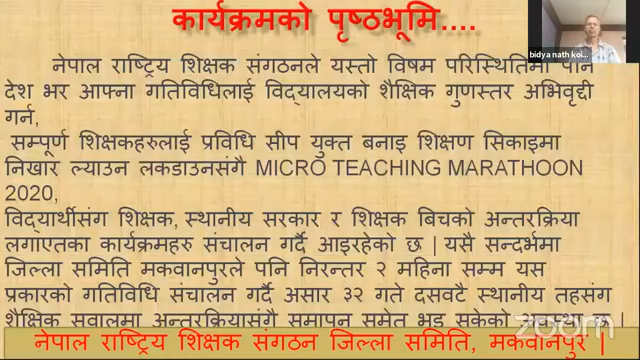 कार्यक्रमको पृष्ठभूमि....
bidya nath koi...
नेपाल राष्ट्रिय शिक्षक संगठनले यस्तो विषम परिस्थितिमा पनि
देश भर आफ्ना गतिविधिलाई विद्यालयको शैक्षिक गुणस्तर अभिवृद्दी
गर्न,
सम्पूर्ण शिक्षकहरुलाई प्रविधि सीप युक्त बनाइ शिक्षण सिकाइमा
निखार ल्याउन लकडाउनसंगै MICRO TEACHING MARATHOON
2020,
विद्यार्थीसंग शिक्षक, स्थानीय सरकार र शिक्षक बिचको अन्तरक्रिया
लगाएतका कार्यक्रमहरु संचालन गर्दै आइरहेको छ | यसै सन्दर्भमा
जिल्ला समिति मकवानपुरले पनि निरन्तर २ महिना सम्म यस
प्रकारको गतिविधि संचालन गर्दै असार ३२ गते दसवटै स्थानीय तहसंग
शैक्षिक सवालमा अन्तरक्रियासंगै समापन समेत भइ सकेको अवस्था छ |
zoom
नेपाल राष्ट्रिय शिक्षक संगठन जिल्ला समिति, मकवानपुर |